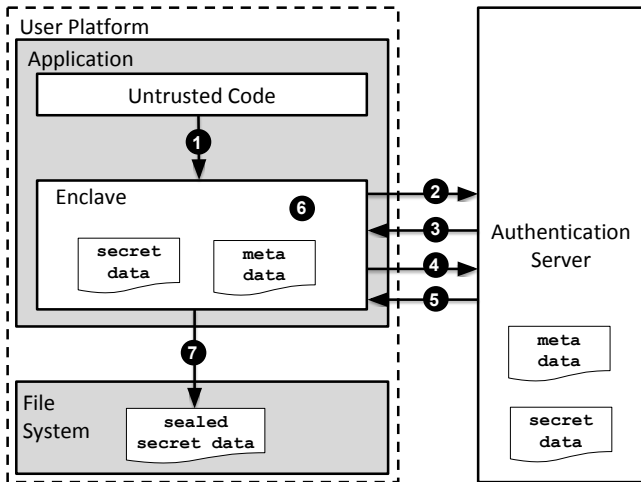 User Platform
Application
Untrusted Code
1
Enclave
6
2
3
4
5
secret
data
meta
data
Authentication
Server
7
meta
data
File
System
sealed
secret data
secret
data